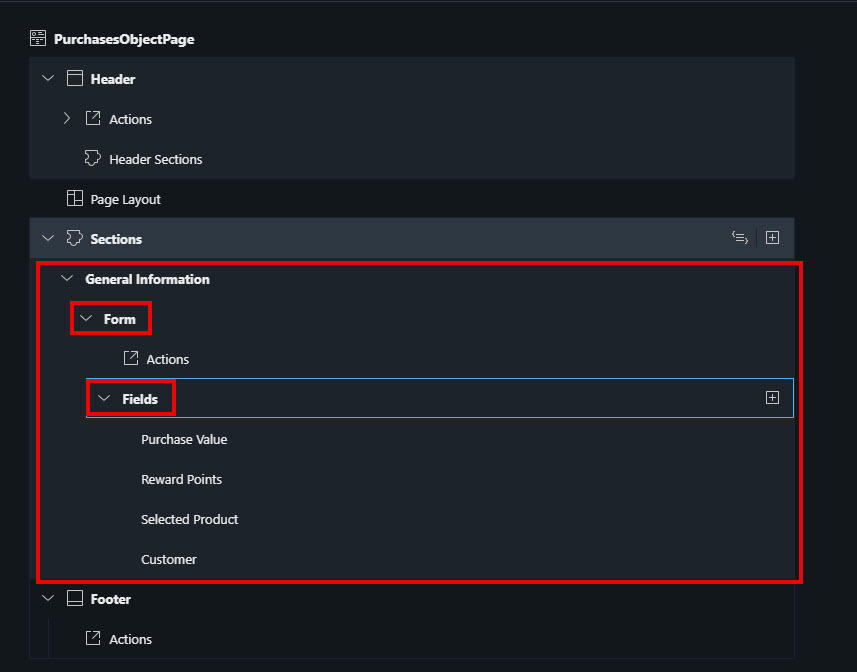 PurchasesObjectPage
Header
Actions
Header Sections
Page Layout
Sections
General Information
Form
Actions
Fields
Purchase Value
Reward Points
Selected Product
Customer
Footer
Actions